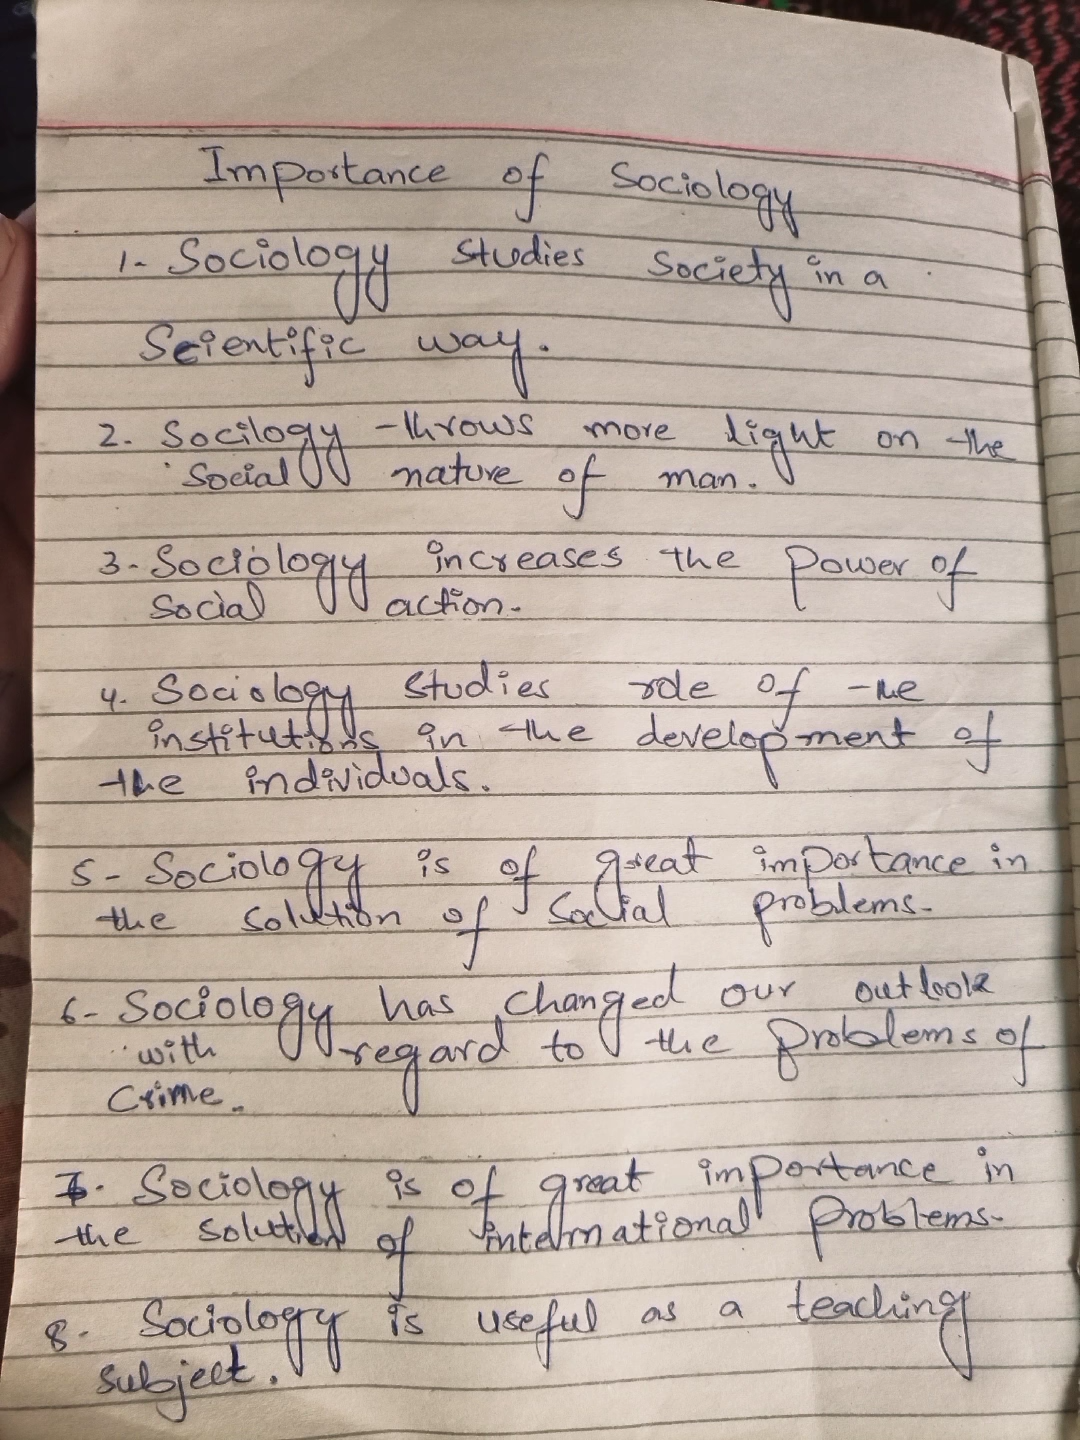 Importance of Sociology
1- Sociology studies Society in a
Scientific way.
2. Socilogy throws more light on the
Social nature of man.
3- Sociology increases the power of
Social action.
4. Sociology studies role of the
institutions in the development of
the individuals.
5- Sociology is of great importance in
the solution of Social problems.
6- Sociology has changed our outlook
with regard to the problems of
Crime.
7. Sociology is of great importance in
the solution of international problems.
8. Sociology is useful as a teaching
subject.